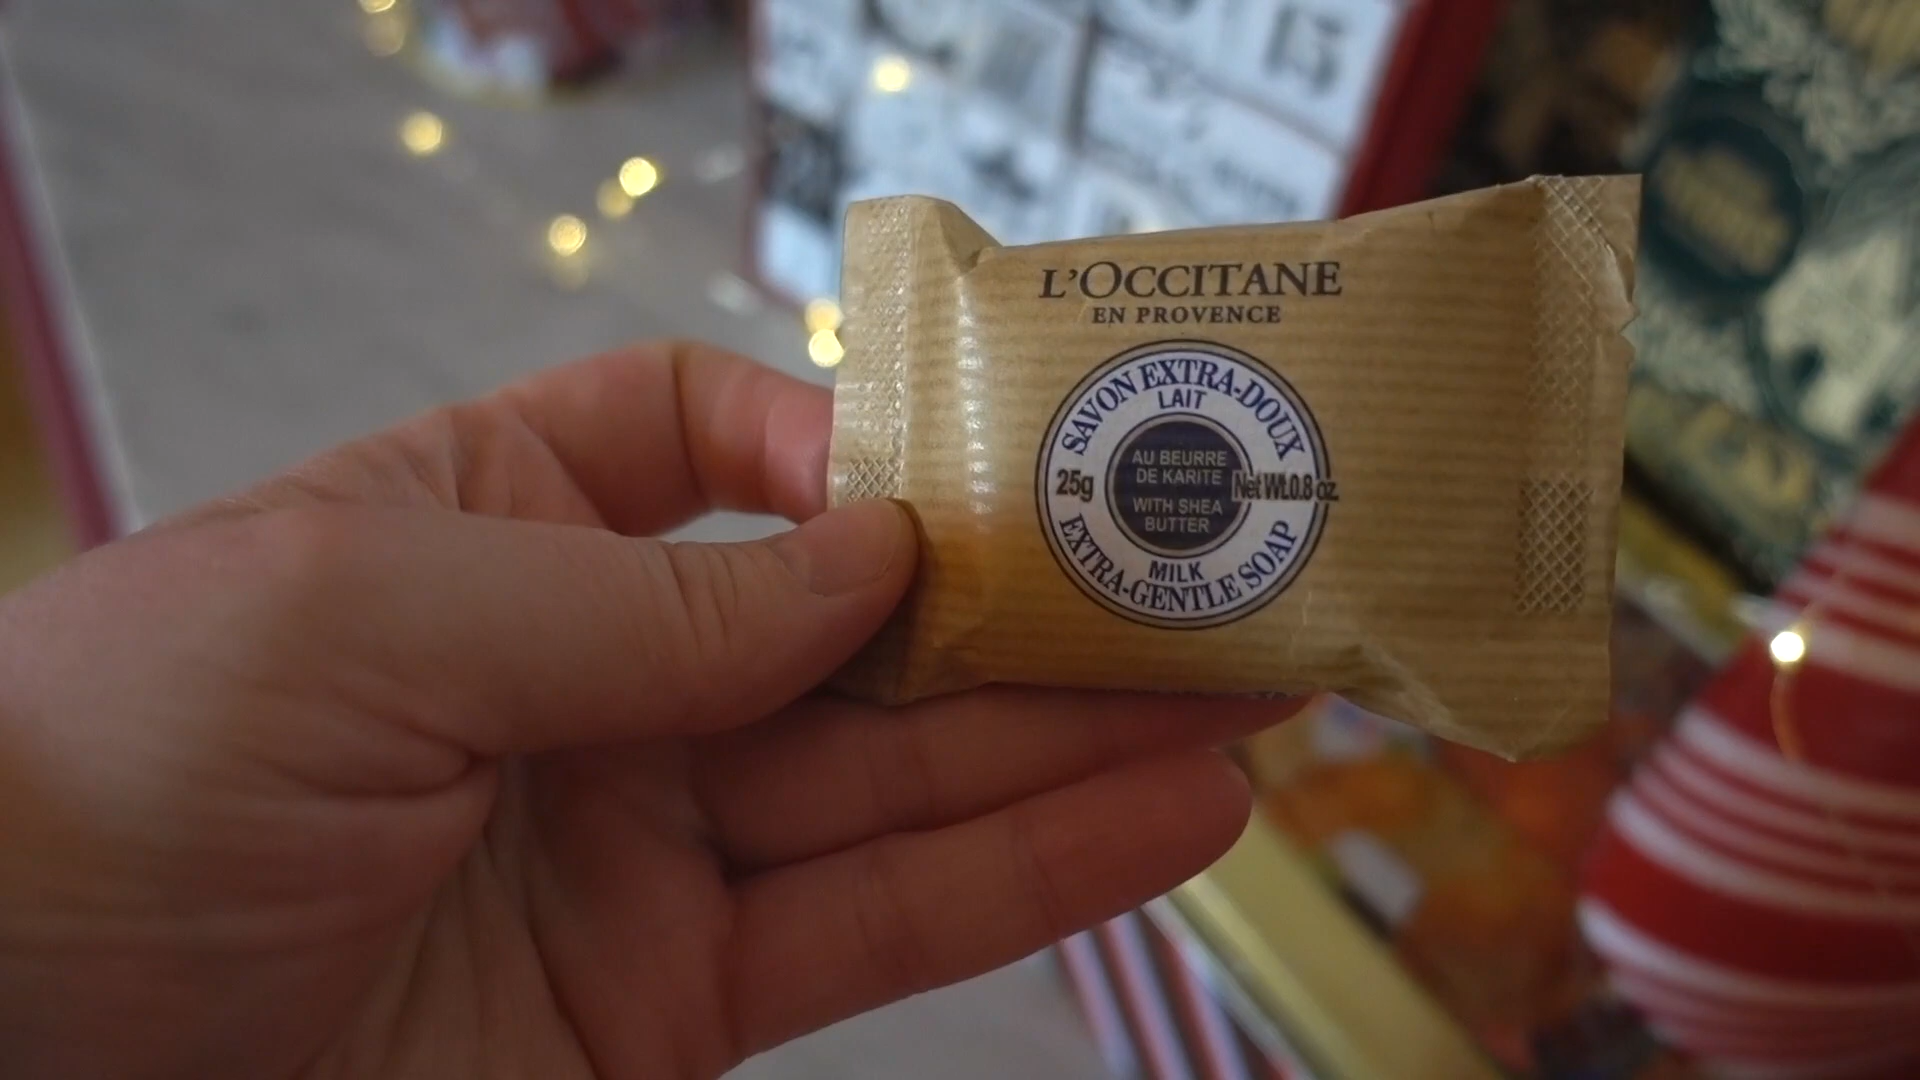 L'OCCITANE
EN PROVENCE
SAVON EXTRA-DOUX
LAIT
AU BEURRE
DE KARITE
25g
Net Wt.0.8 oz.
WITH SHEA
BUTTER
MILK
EXTRA-GENTLE SOAP